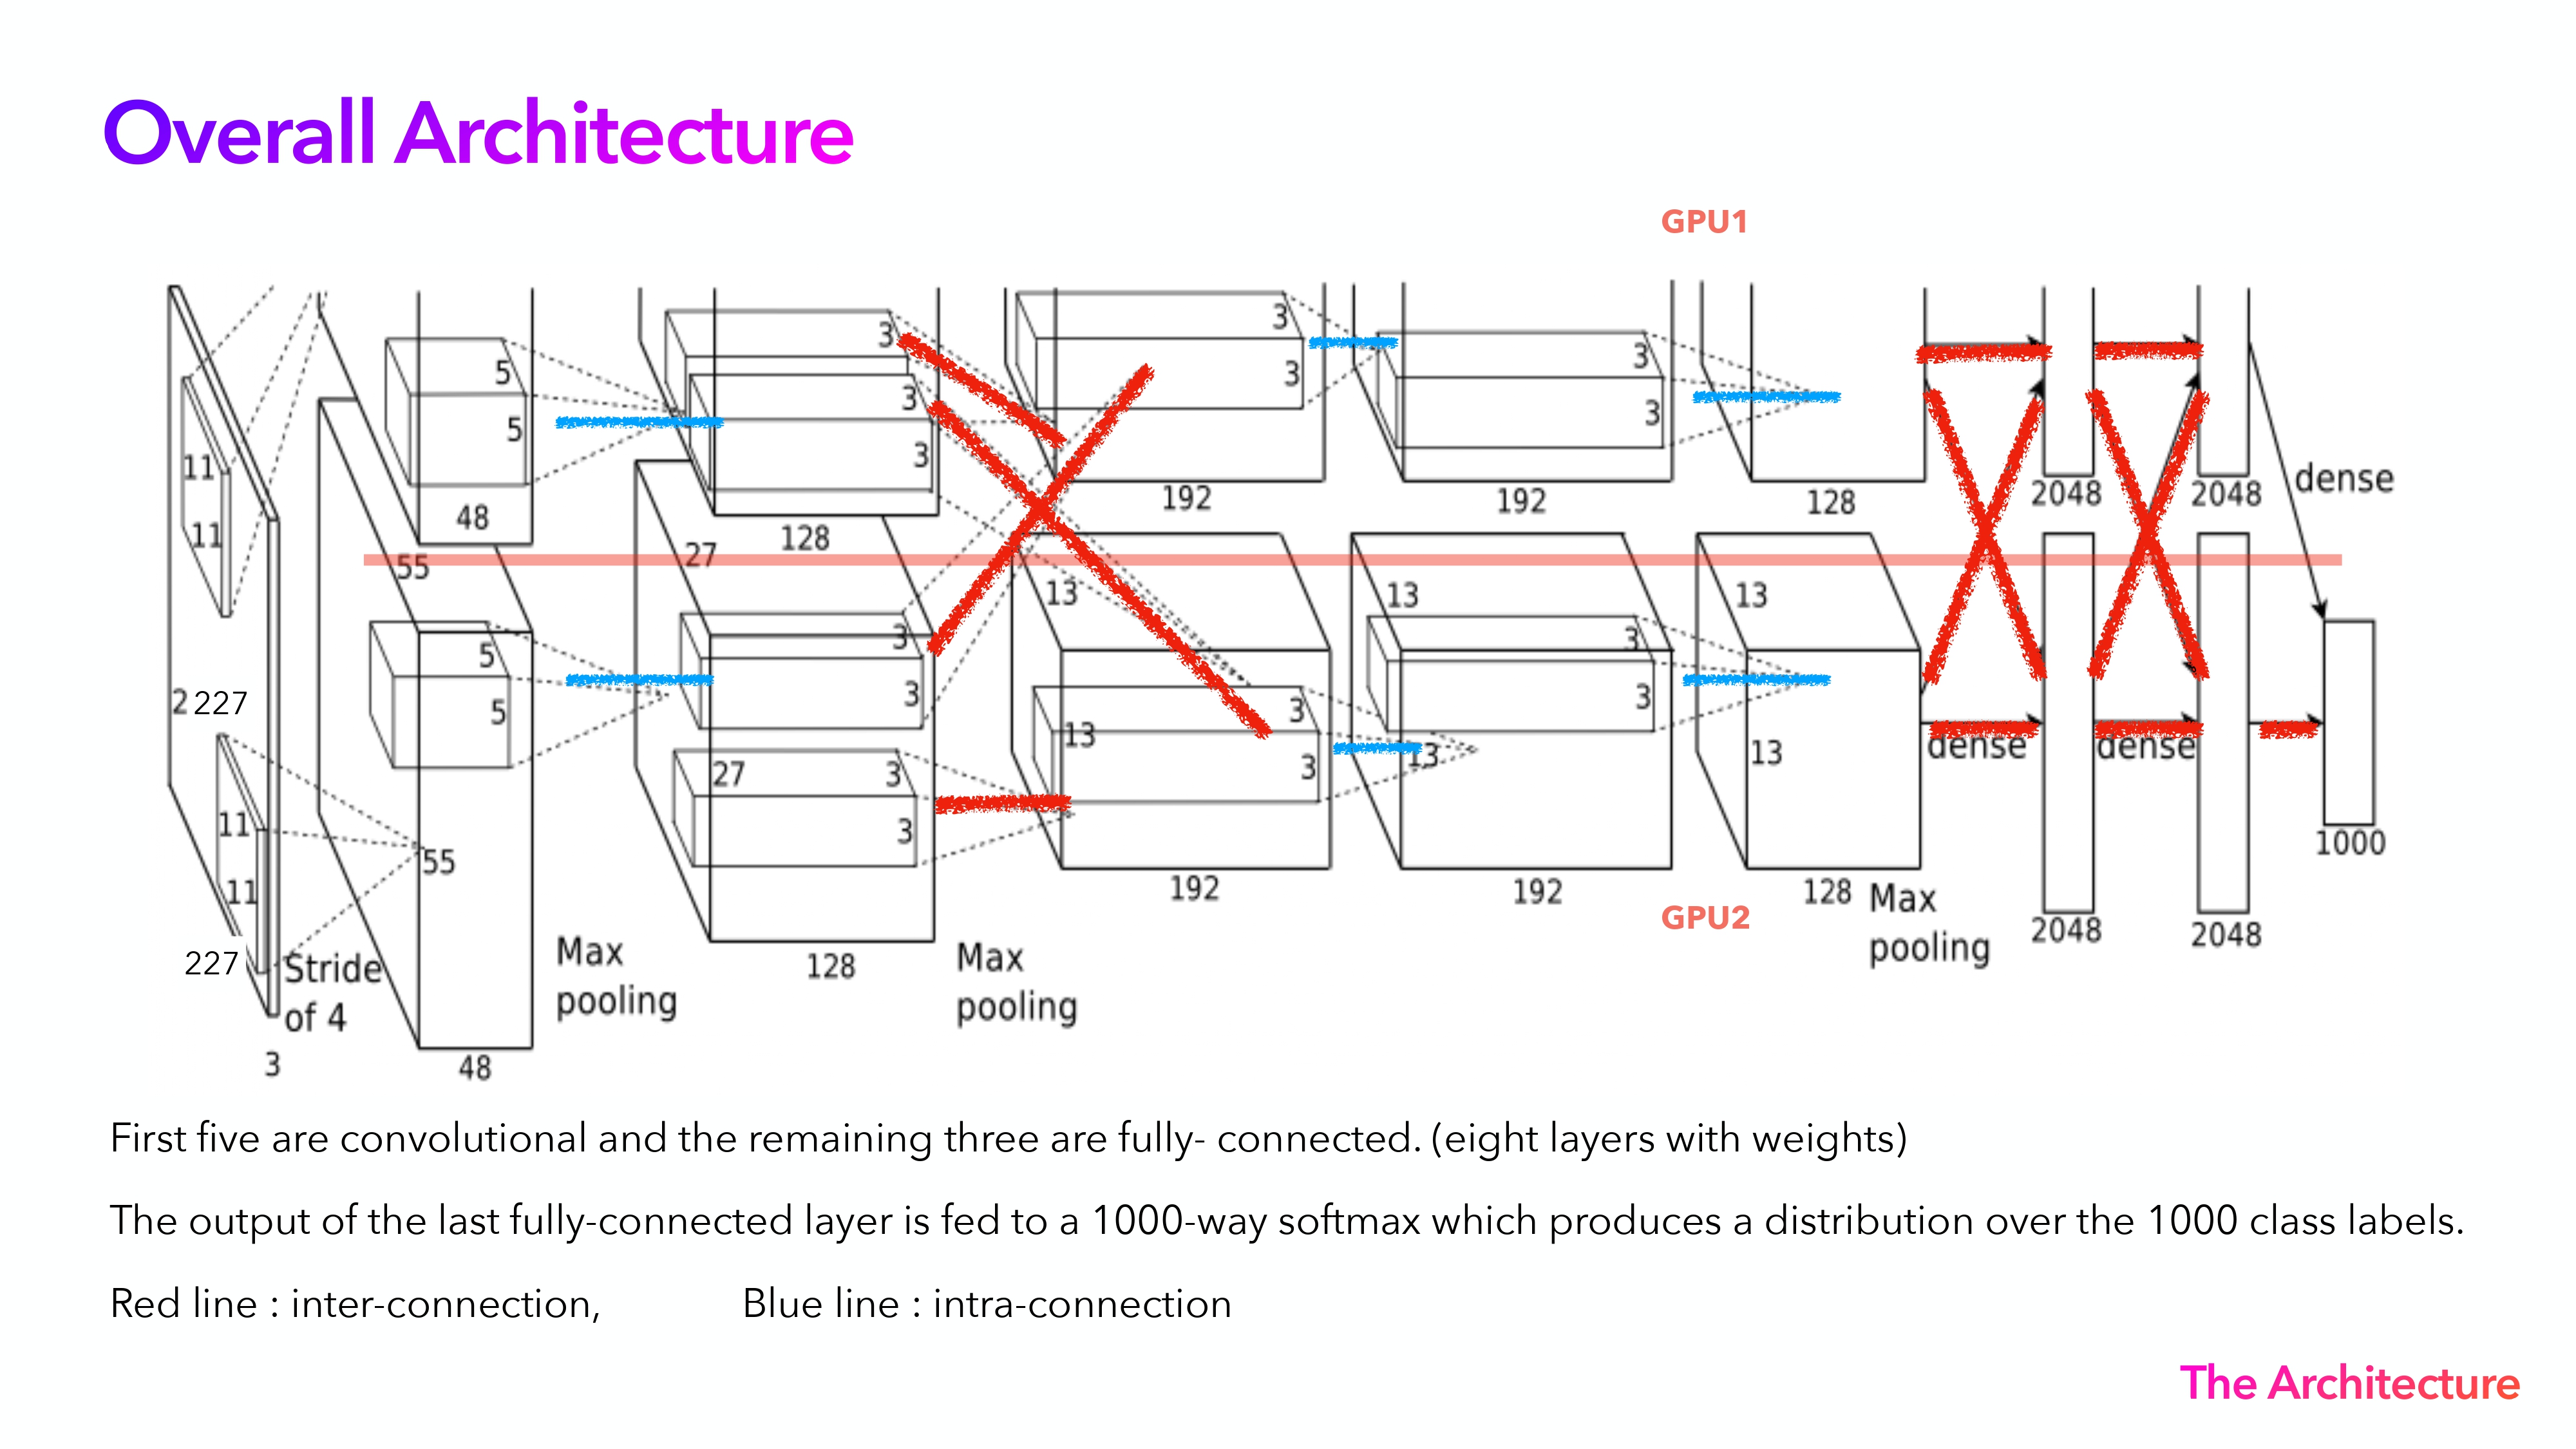 Overall Architecture
GPU1
3
3
3
3
3
3
5
3
3
5
3
11
192
192
128
2048
2048
dense
48
11
128
27
55
13
13
13
3
3
5
3
3
2 227
5
3
13
13
13
dense
dense
27
3
3
11
3
55
1000
11
192
192
128
Max
pooling
GPU2
2048
2048
227
Stride
of 4
Max
pooling
128
Max
pooling
3
48
First five are convolutional and the remaining three are fully- connected. (eight layers with weights)
The output of the last fully-connected layer is fed to a 1000-way softmax which produces a distribution over the 1000 class labels.
Red line : inter-connection, Blue line : intra-connection
The Architecture